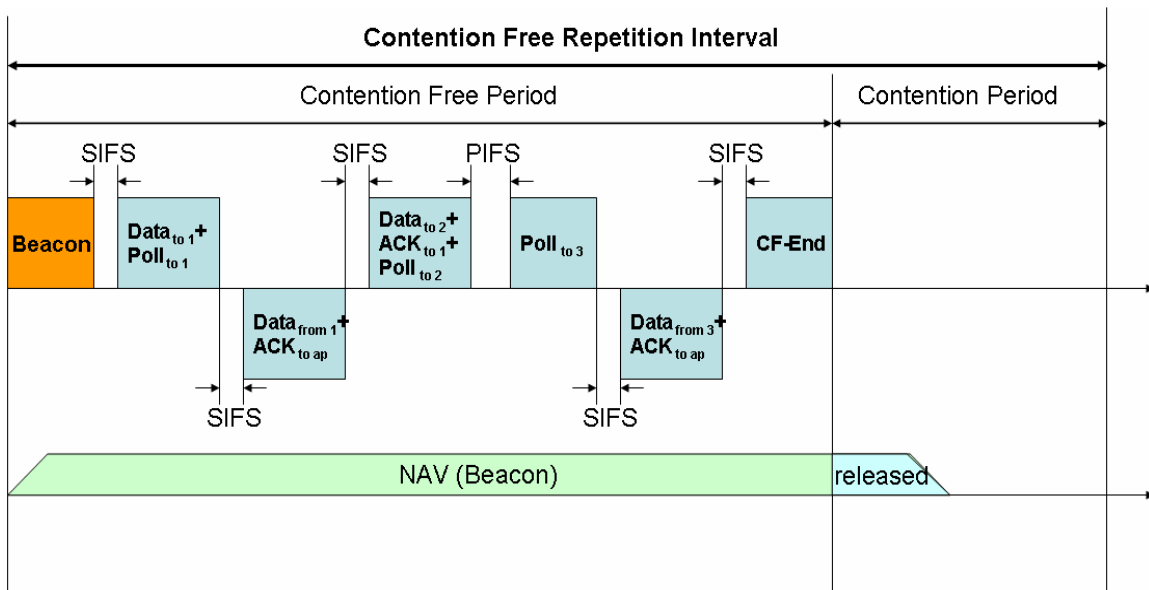 Contention Free Repetition Interval
Contention Free Period
Contention Period
SIFS
SIFS
PIFS
SIFS
Beacon
Data to 1 +
Poll to 1
Data to 2 +
ACK to 1 +
Poll to 2
Poll to 3
CF-End
Data from 1 +
ACK to ap
Data from 3 +
ACK to ap
SIFS
SIFS
NAV (Beacon)
released